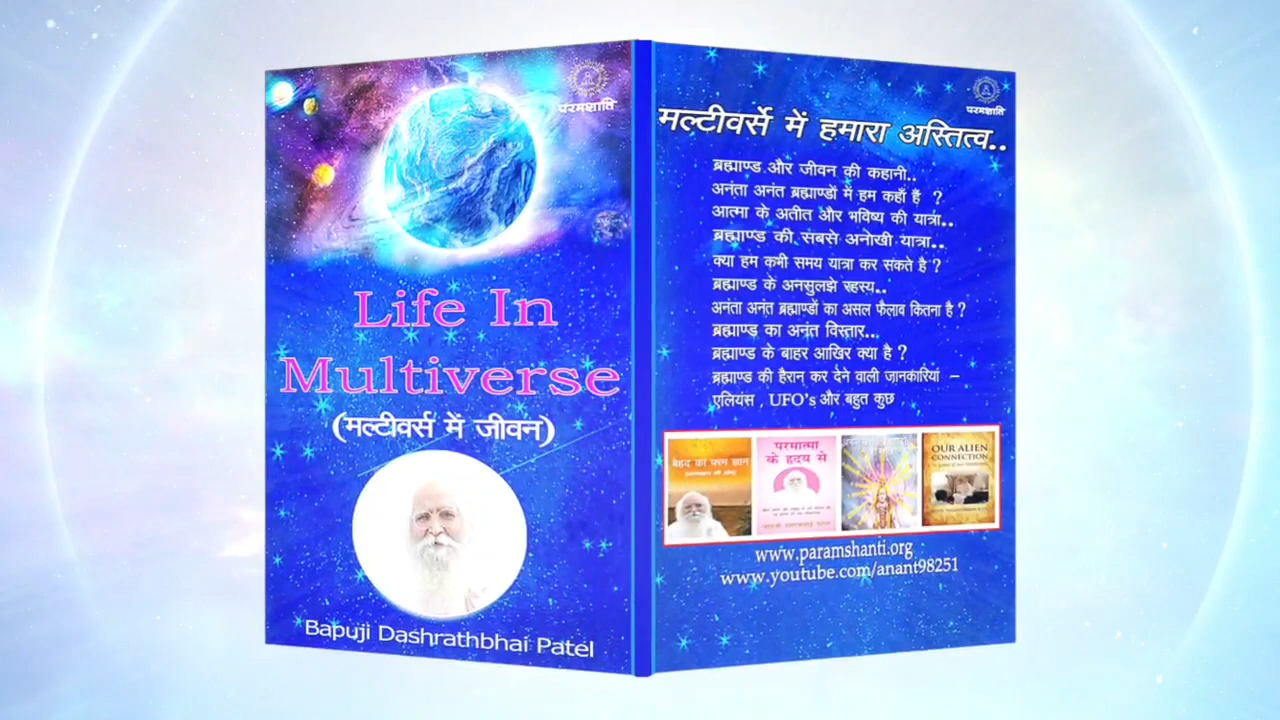 परमशांति
Life In
Multiverse
(मल्टीवर्स में जीवन)
Bapuji Dashrathbhai Patel
परमशांति
मल्टीवर्से में हमारा अस्तित्व..
ब्रह्माण्ड और जीवन की कहानी..
अनंता अनंत ब्रह्माण्डों में हम कहाँ हैं ?
आत्मा के अतीत और भविष्य की यात्रा..
ब्रह्माण्ड की सबसे अनोखी यात्रा..
क्या हम कभी समय यात्रा कर सकते है ?
ब्रह्माण्ड के अनसुलझे रहस्य..
अनंता अनंत ब्रह्माण्डों का असल फैलाव कितना है ?
ब्रह्माण्ड का अनंत विस्तार...
ब्रह्माण्ड के बाहर आखिर क्या है ?
ब्रह्माण्ड की हैरान कर देने वाली जानकारियां –
एलियंस , UFO's और बहुत कुछ
बेहद का परम ज्ञान
परमात्मा
के हृदय से
OUR ALIEN
CONNECTION
www.paramshanti.org
www.youtube.com/anant98251